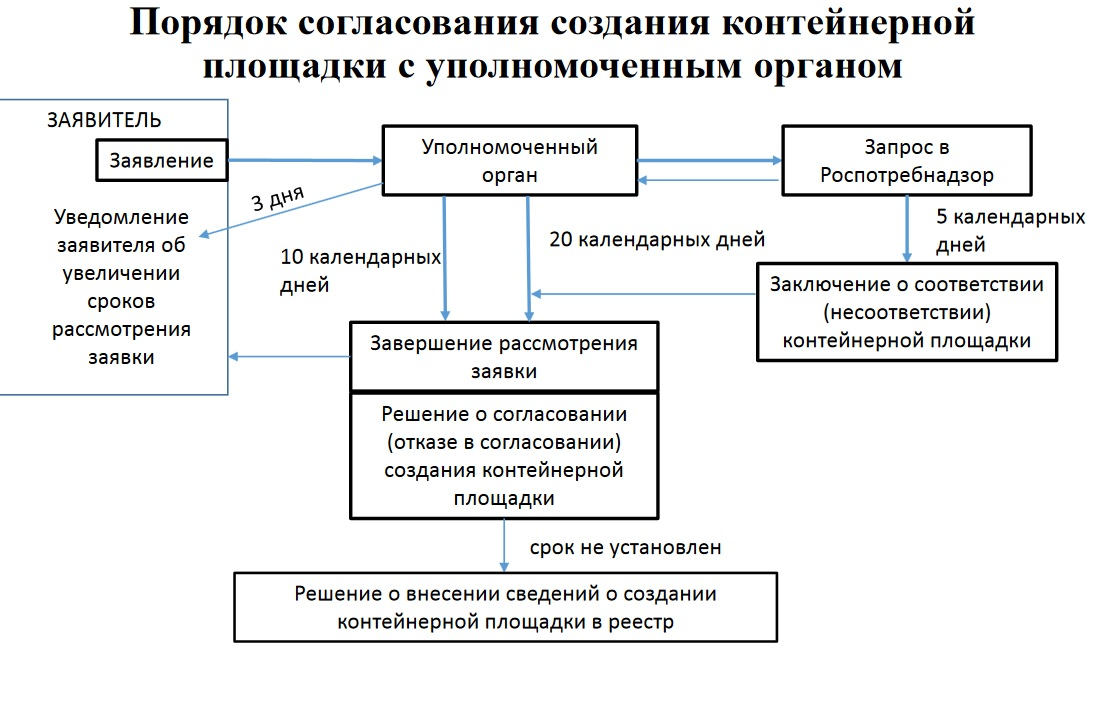 Порядок согласования создания контейнерной
площадки с уполномоченным органом
ЗАЯВИТЕЛЬ
Заявление
Уполномоченный
орган
Запрос в
Роспотребнадзор
3 дня
Уведомление
заявителя об
увеличении
сроков
рассмотрения
заявки
10 календарных
дней
20 календарных дней
5 календарных
дней
Заключение о соответствии
(несоответствии)
контейнерной площадки
Завершение рассмотрения
заявки
Решение о согласовании
(отказе в согласовании)
создания контейнерной
площадки
срок не установлен
Решение о внесении сведений о создании
контейнерной площадки в реестр